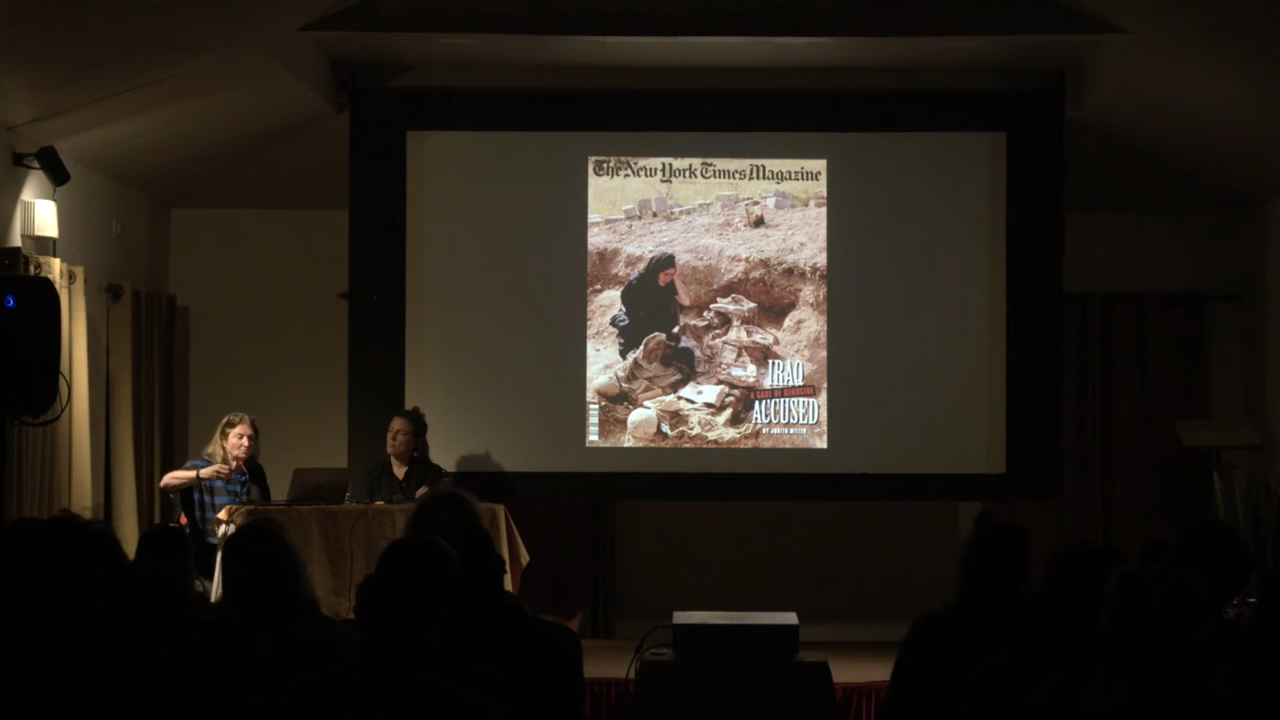 The New York Times Magazine
IRAQ
A CASE OF GENOCIDE
ACCUSED
BY JUDITH MILLER